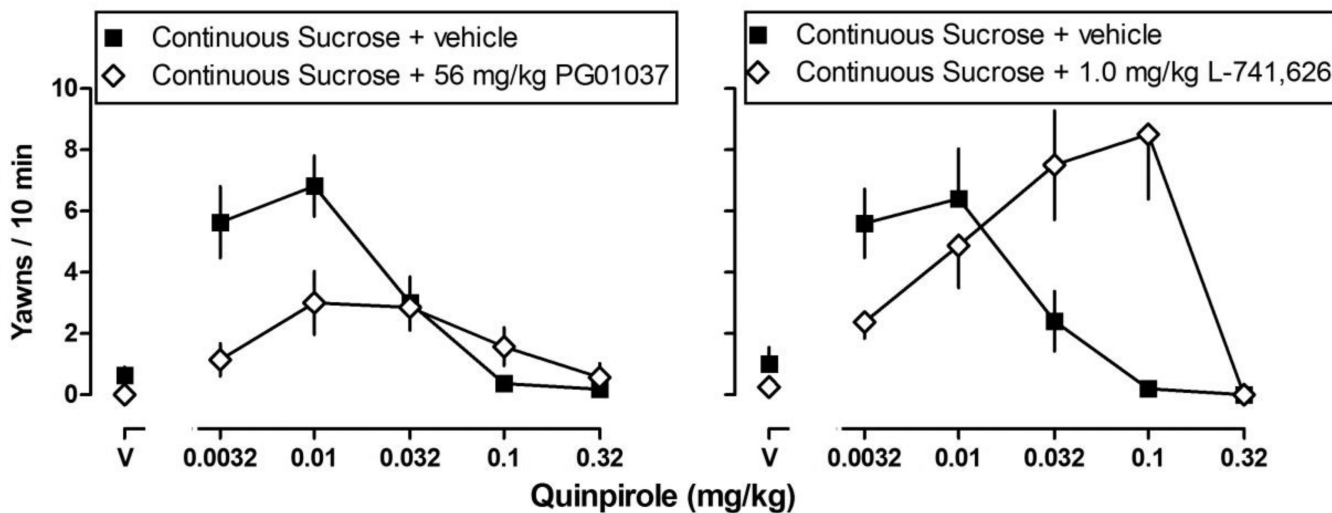 Continuous Sucrose + vehicle
Continuous Sucrose + 56 mg/kg PG01037
Continuous Sucrose + vehicle
Continuous Sucrose + 1.0 mg/kg L-741,626
Yawns / 10 min
10
8
6
4
2
0
V 0.0032 0.01 0.032 0.1 0.32
V 0.0032 0.01 0.032 0.1 0.32
Quinpirole (mg/kg)